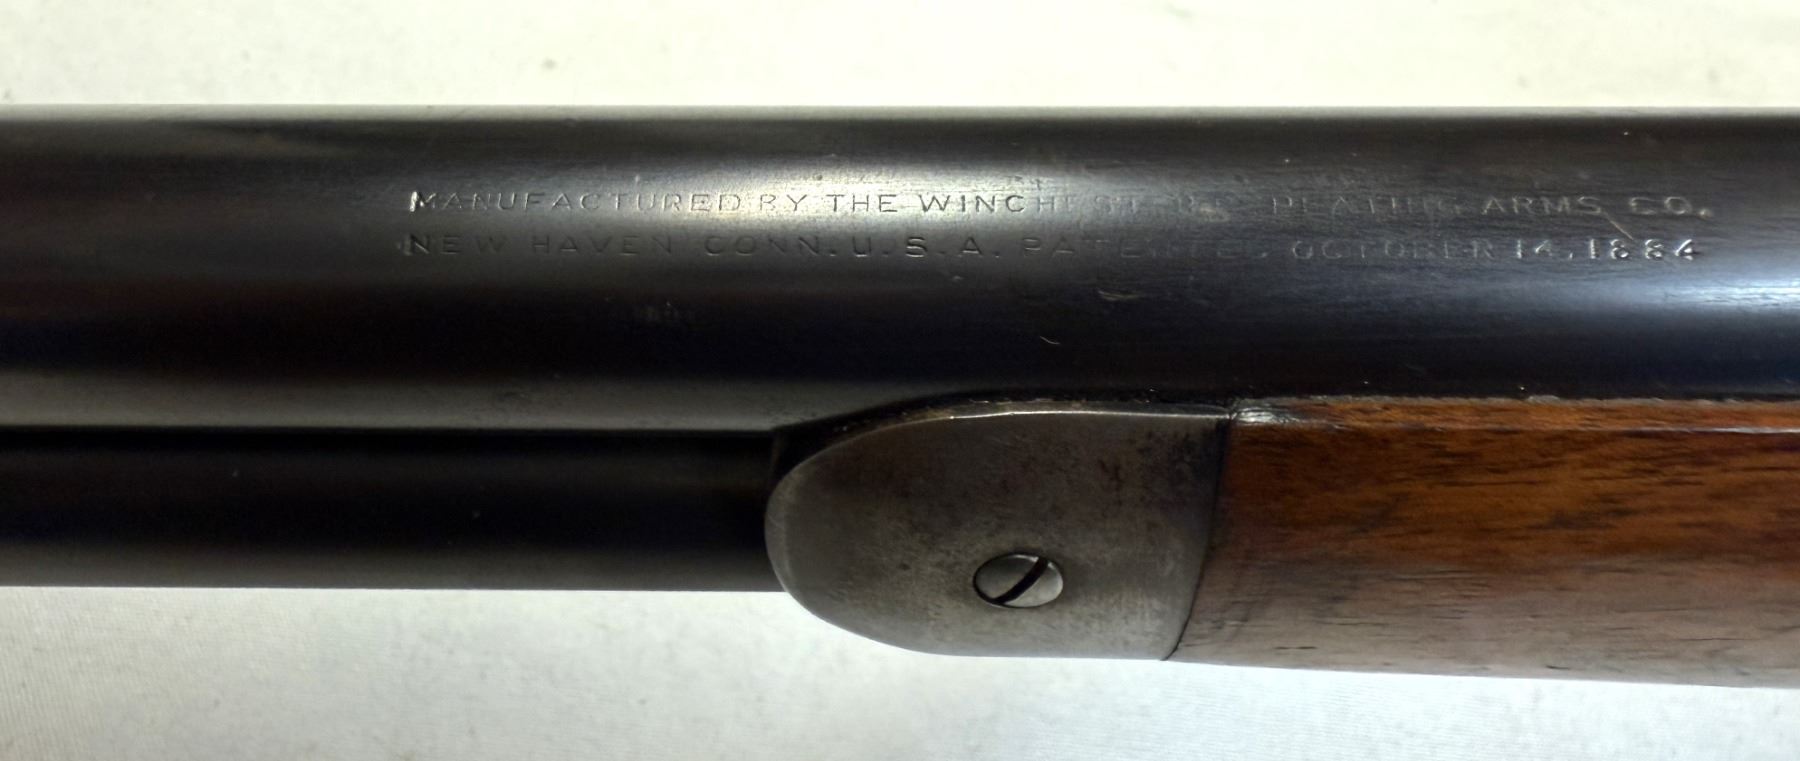 MANUFACTURED BY THE WINCHESTER REPEATING ARMS CO.
NEW HAVEN CONN. U.S.A. PATENTED OCTOBER 14, 1884